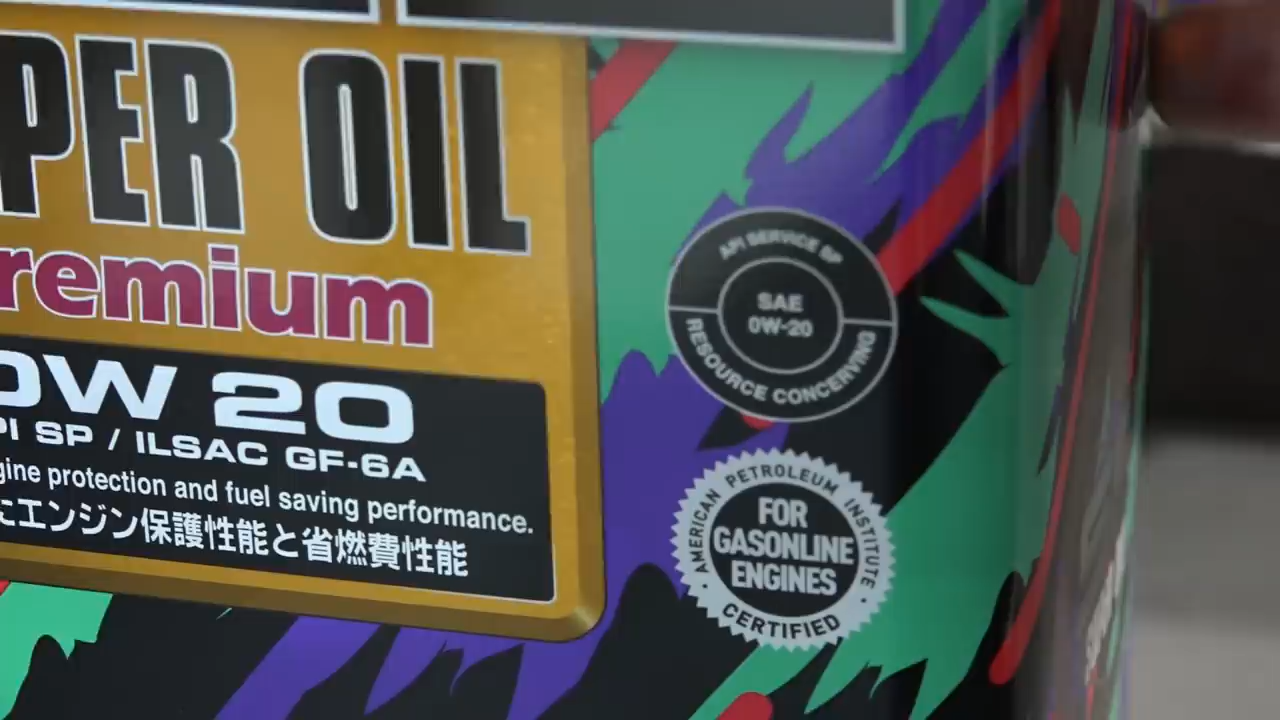 PER OIL
remium
0W 20
PI SP / ILSAC GF-6A
gine protection and fuel saving performance.
たエンジン保護性能と省燃費性能
API SERVICE SP
SAE
0W-20
RESOURCE CONCERVING
AMERICAN PETROLEUM INSTITUTE
FOR
GASONLINE
ENGINES
CERTIFIED